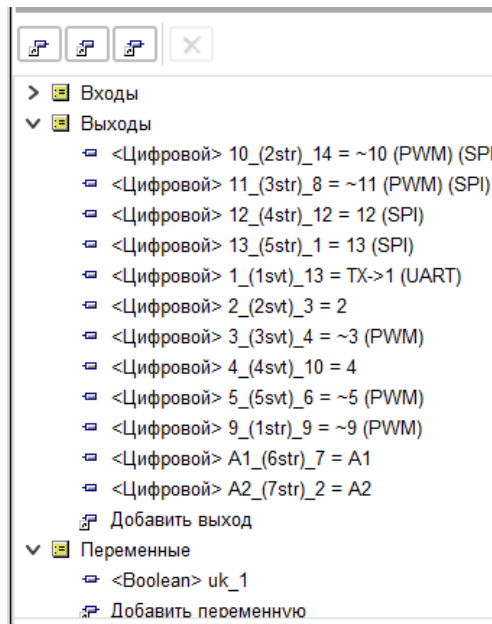 Входы
Выходы
<Цифровой> 10_(2str)_14 = ~10 (PWM) (SPI
<Цифровой> 11_(3str)_8 = ~11 (PWM) (SPI)
<Цифровой> 12_(4str)_12 = 12 (SPI)
<Цифровой> 13_(5str)_1 = 13 (SPI)
<Цифровой> 1_(1svt)_13 = TX->1 (UART)
<Цифровой> 2_(2svt)_3 = 2
<Цифровой> 3_(3svt)_4 = ~3 (PWM)
<Цифровой> 4_(4svt)_10 = 4
<Цифровой> 5_(5svt)_6 = ~5 (PWM)
<Цифровой> 9_(1str)_9 = ~9 (PWM)
<Цифровой> A1_(6str)_7 = A1
<Цифровой> A2_(7str)_2 = A2
Добавить выход
Переменные
<Boolean> uk_1
Добавить переменную